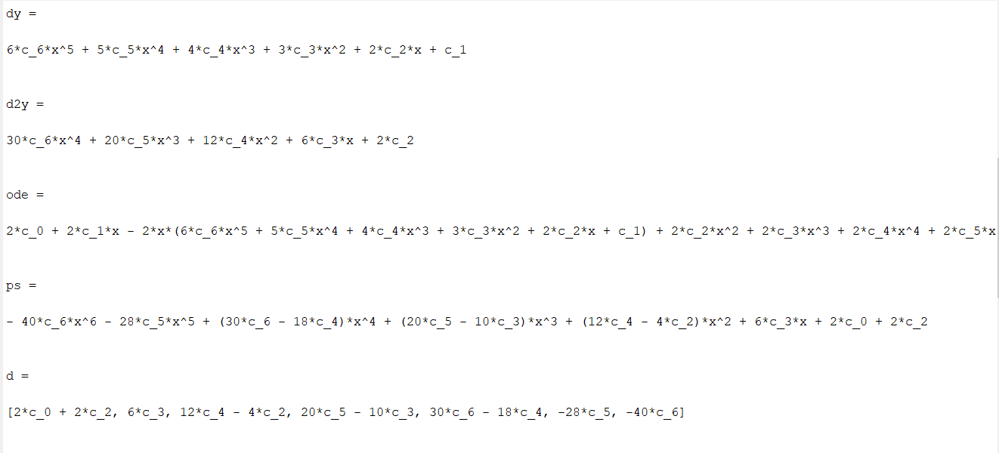 dy =
6*c_6*x^5 + 5*c_5*x^4 + 4*c_4*x^3 + 3*c_3*x^2 + 2*c_2*x + c_1
d2y =
30*c_6*x^4 + 20*c_5*x^3 + 12*c_4*x^2 + 6*c_3*x + 2*c_2
ode =
2*c_0 + 2*c_1*x - 2*x*(6*c_6*x^5 + 5*c_5*x^4 + 4*c_4*x^3 + 3*c_3*x^2 + 2*c_2*x + c_1) + 2*c_2*x^2 + 2*c_3*x^3 + 2*c_4*x^4 + 2*c_5*x
ps =
- 40*c_6*x^6 - 28*c_5*x^5 + (30*c_6 - 18*c_4)*x^4 + (20*c_5 - 10*c_3)*x^3 + (12*c_4 - 4*c_2)*x^2 + 6*c_3*x + 2*c_0 + 2*c_2
d =
[2*c_0 + 2*c_2, 6*c_3, 12*c_4 - 4*c_2, 20*c_5 - 10*c_3, 30*c_6 - 18*c_4, -28*c_5, -40*c_6]